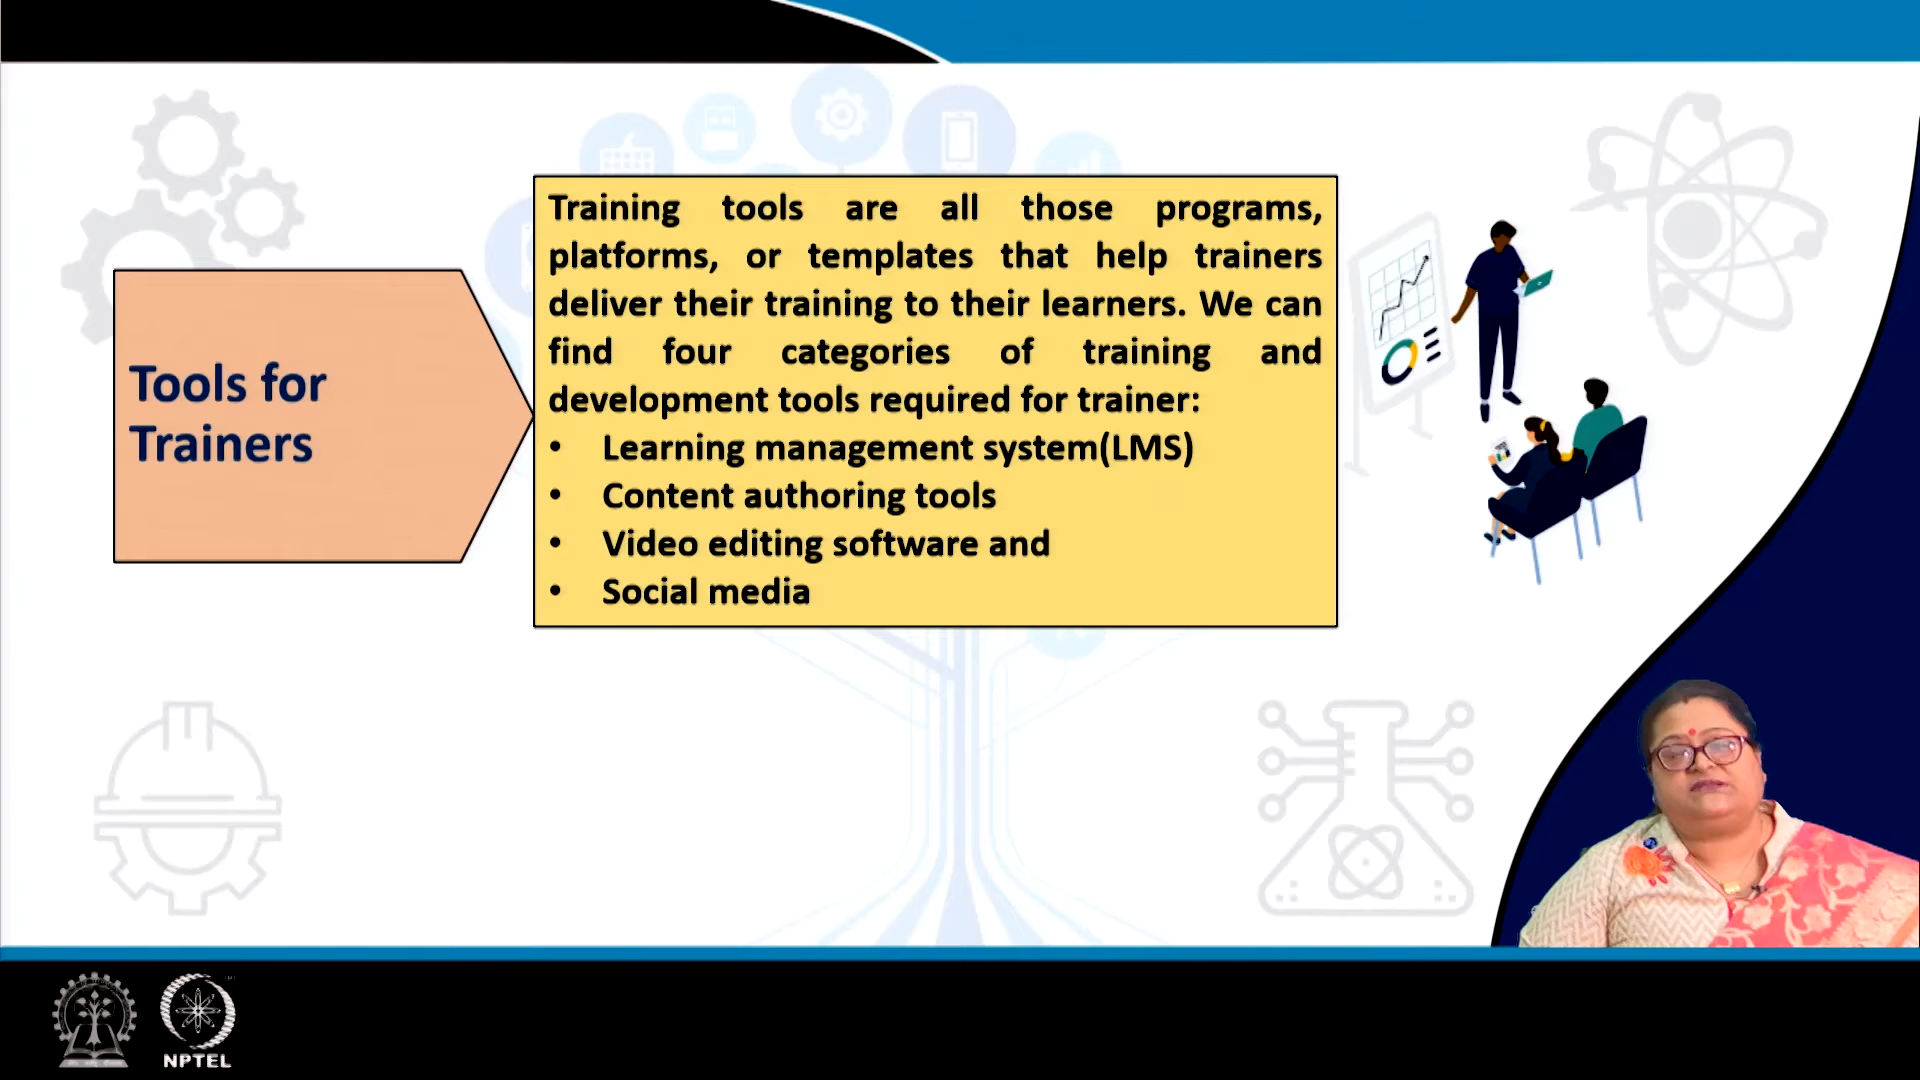 Tools for
Trainers
Training tools are all those programs,
platforms, or templates that help trainers
deliver their training to their learners. We can
find four categories of training and
development tools required for trainer:
• Learning management system(LMS)
• Content authoring tools
• Video editing software and
• Social media
NPTEL